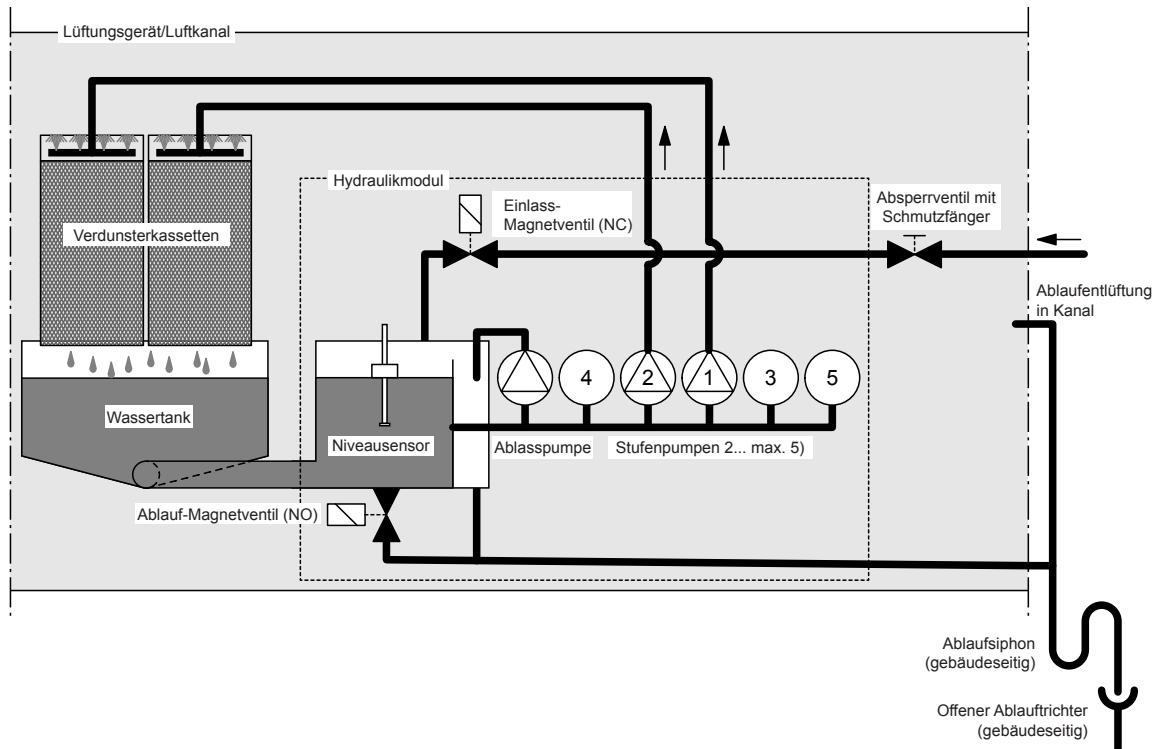 Lüftungsgerät/Luftkanal
Hydraulikmodul
Einlass-
Magnetventil (NC)
Absperrventil mit
Schmutzfänger
Verdunsterkassetten
Ablaufentlüftung
in Kanal
4
2
1
3
5
Wassertank
Niveausensor
Ablasspumpe
Stufenpumpen 2... max. 5)
Ablauf-Magnetventil (NO)
Ablaufsiphon
(gebäudeseitig)
Offener Ablauftrichter
(gebäudeseitig)